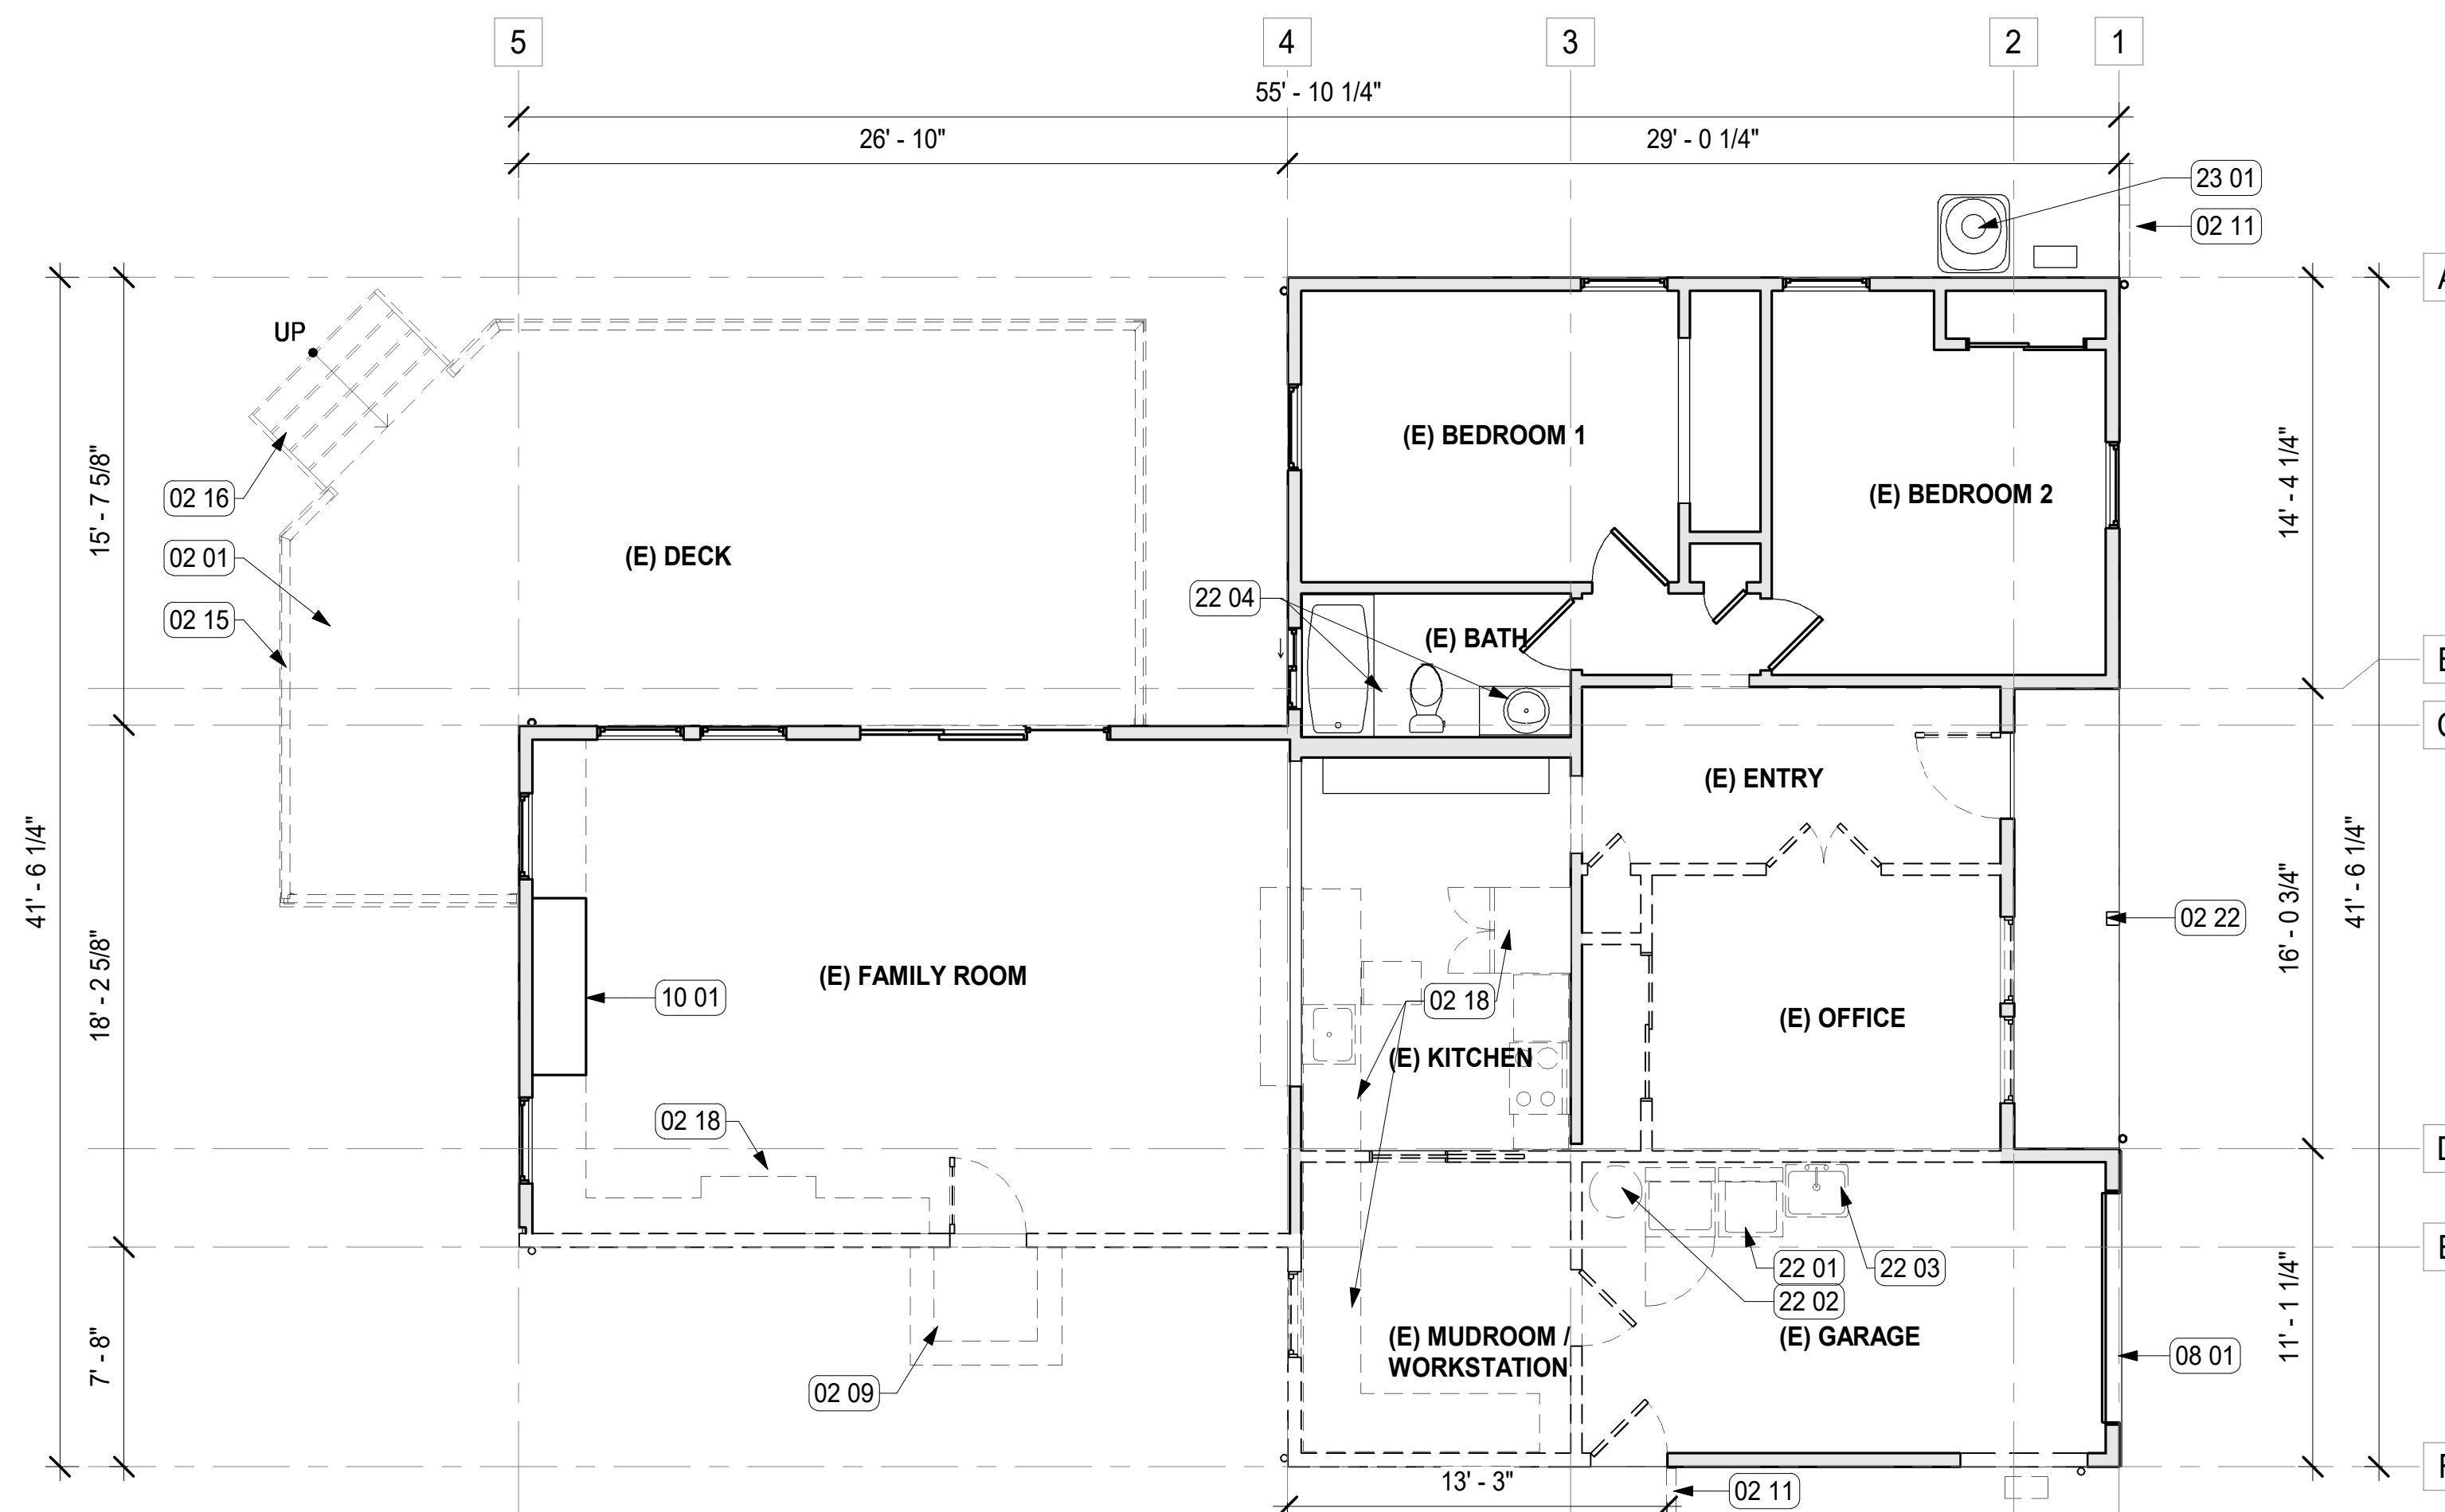 5
4
3
2
1
55' - 10 1/4"
26' - 10"
29' - 0 1/4"
23 01
02 11
A
UP
(E) BEDROOM 1
(E) BEDROOM 2
14' - 4 1/4"
15' - 7 5/8"
02 16
(E) DECK
02 01
22 04
02 15
(E) BATH
(E) ENTRY
41' - 6 1/4"
02 22
16' - 0 3/4"
41' - 6 1/4"
18' - 2 5/8"
(E) FAMILY ROOM
10 01
02 18
(E) OFFICE
(E) KITCHEN
02 18
22 01
22 03
22 02
(E) MUDROOM /
WORKSTATION
(E) GARAGE
11' - 1 1/4"
7' - 8"
08 01
02 09
13' - 3"
02 11